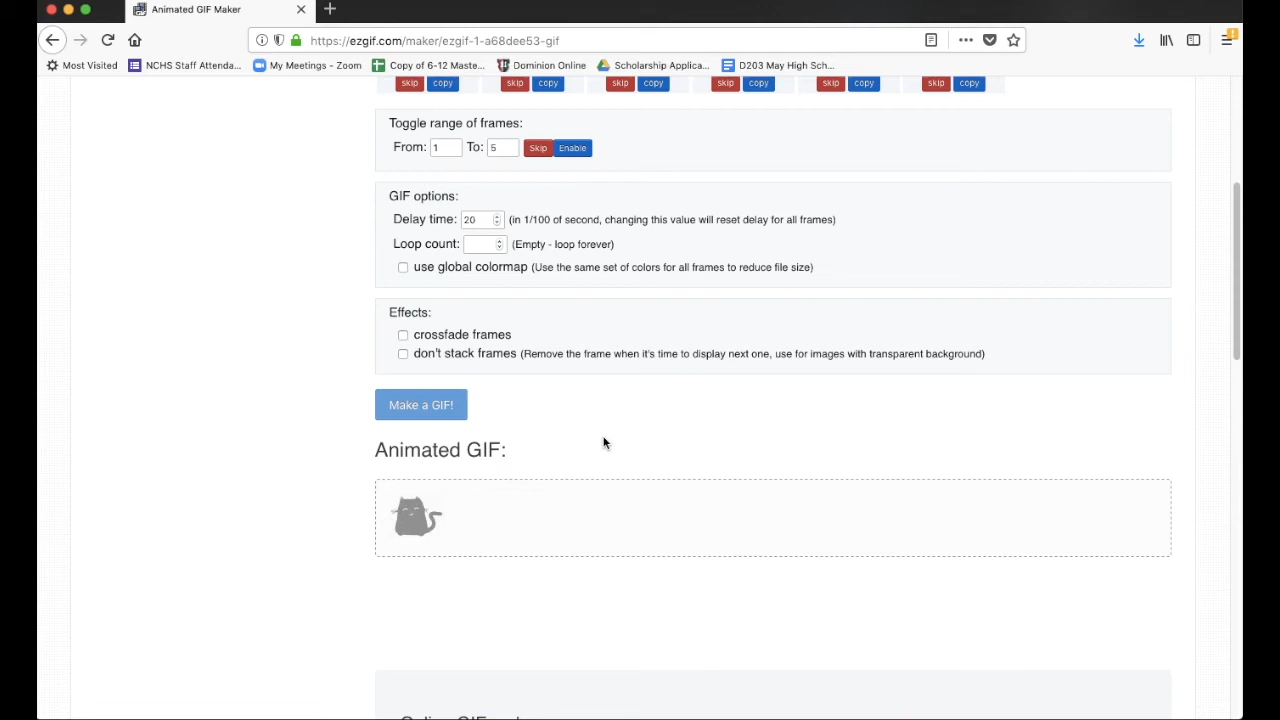 Animated GIF Maker
https://ezgif.com/maker/ezgif-1-a68dee53-gif
Most Visited NCHS Staff Attenda... My Meetings - Zoom Copy of 6-12 Maste... Dominion Online Scholarship Applica... D203 May High Sch...
skip copy skip copy skip copy skip copy skip copy skip copy
Toggle range of frames:
From: 1 To: 5 Skip Enable
GIF options:
Delay time: 20 (in 1/100 of second, changing this value will reset delay for all frames)
Loop count: (Empty - loop forever)
use global colormap (Use the same set of colors for all frames to reduce file size)
Effects:
crossfade frames
don't stack frames (Remove the frame when it's time to display next one, use for images with transparent background)
Make a GIF!
Animated GIF: